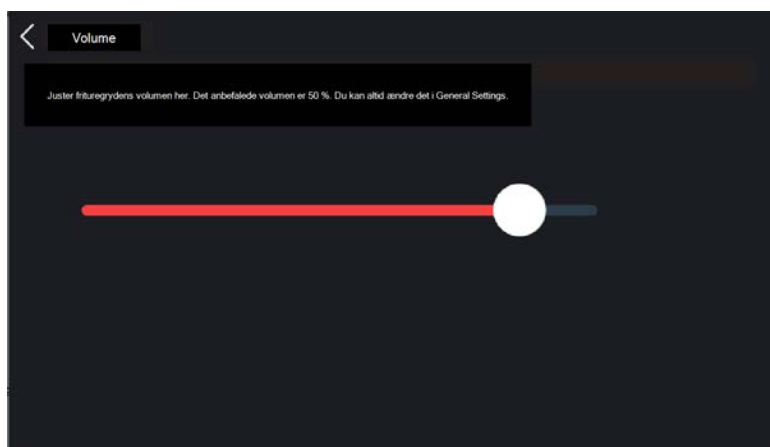 Volume
Juster frituregrydens volumen her. Det anbefalede volumen er 50 %. Du kan altid ændre det i General Settings.